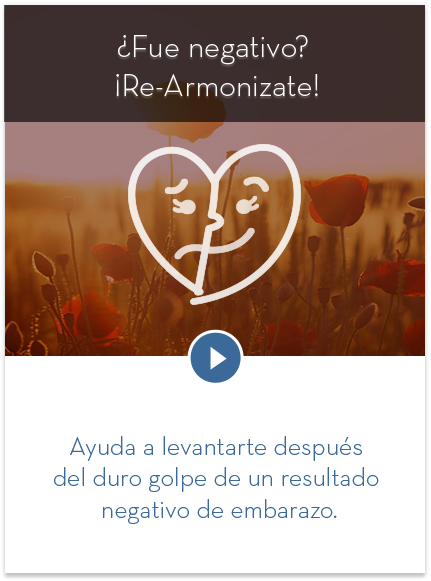 ¿Fue negativo?
¡Re-Armonizate!
Ayuda a levantarte después
del duro golpe de un resultado
negativo de embarazo.